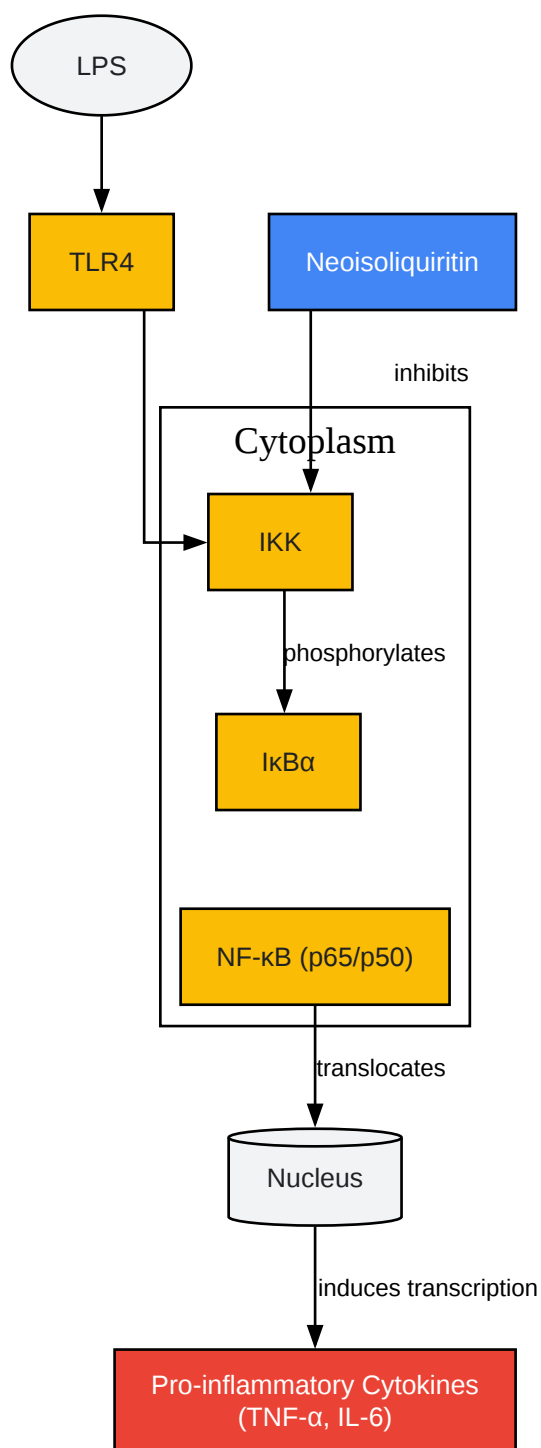 LPS
TLR4
Neoisoliquiritin
inhibits
Cytoplasm
IKK
phosphorylates
IκBα
NF-κB (p65/p50)
translocates
Nucleus
induces transcription
Pro-inflammatory Cytokines
(TNF-α, IL-6)